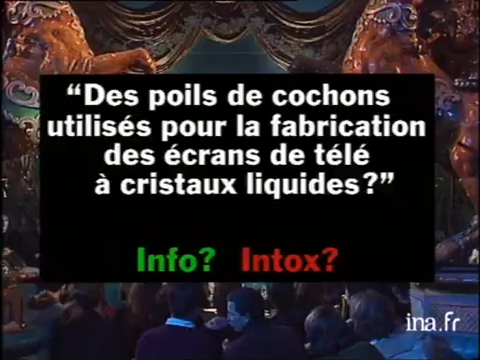 “Des poils de cochons
utilisés pour la fabrication
des écrans de télé
à cristaux liquides?”
Info? Intox?
ina.fr